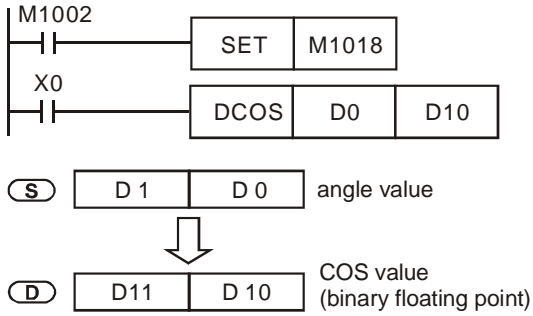 M1002
SET M1018
X0
DCOS D0 D10
S D 1 D 0 angle value
D D11 D 10 COS value
(binary floating point)